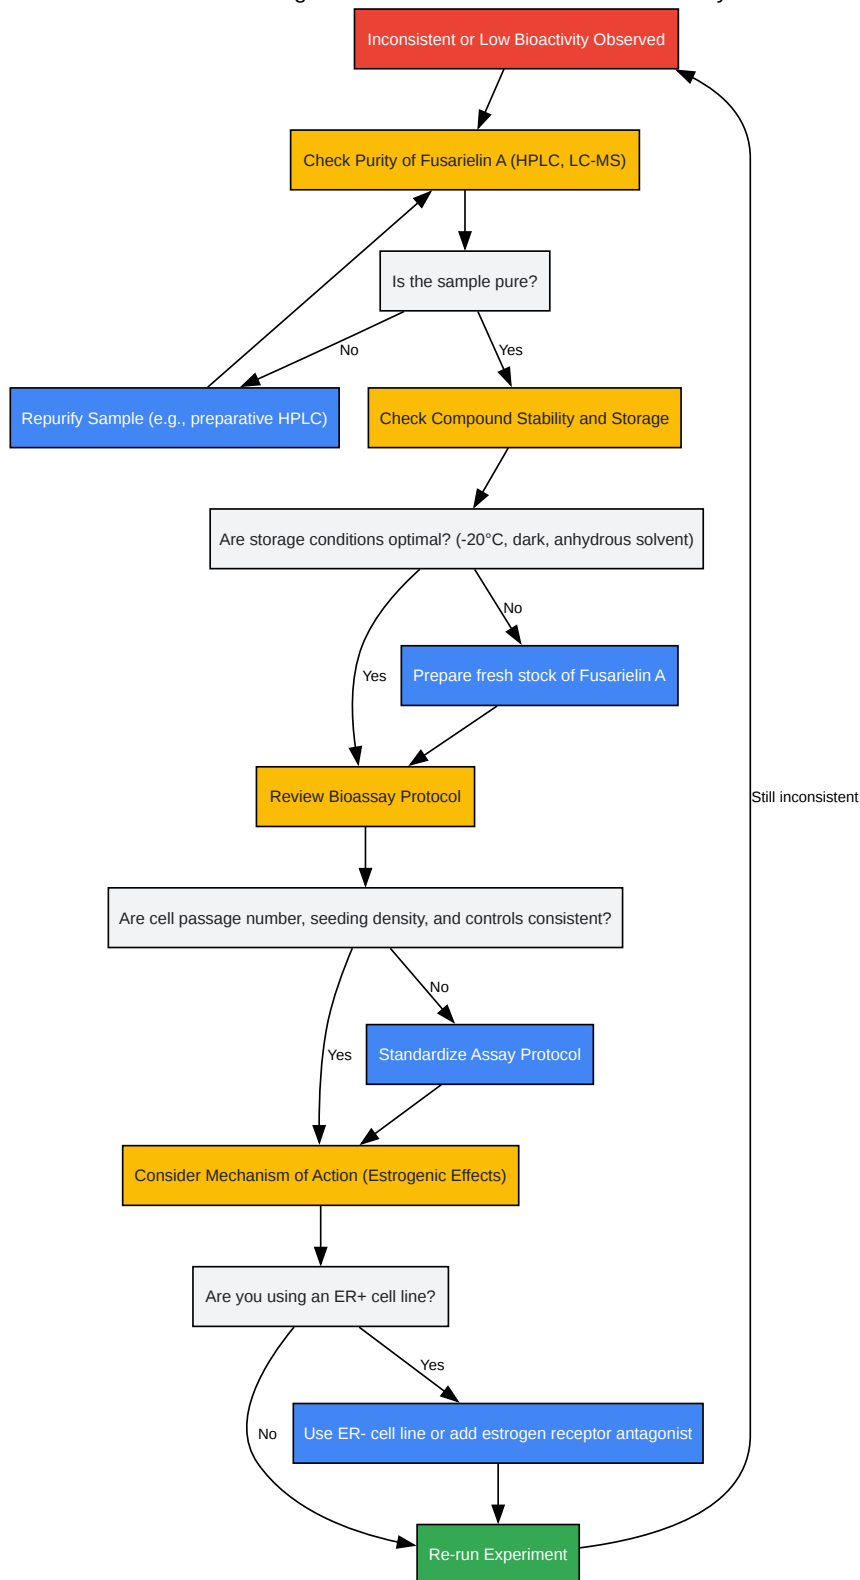 Inconsistent or Low Bioactivity Observed
Check Purity of Fusarielin A (HPLC, LC-MS)
Is the sample pure?
No
Yes
Repurify Sample (e.g., preparative HPLC)
Check Compound Stability and Storage
Are storage conditions optimal? (-20°C, dark, anhydrous solvent)
No
Yes
Prepare fresh stock of Fusarielin A
Review Bioassay Protocol
Still inconsistent
Are cell passage number, seeding density, and controls consistent?
No
Yes
Standardize Assay Protocol
Consider Mechanism of Action (Estrogenic Effects)
Are you using an ER+ cell line?
Yes
No
Use ER- cell line or add estrogen receptor antagonist
Re-run Experiment